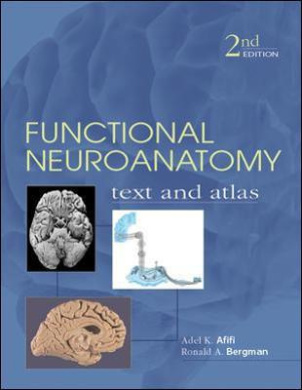 2nd
EDITION
FUNCTIONAL
NEUROANATOMY
text and atlas
Adel K. Afifi
Ronald A. Bergman